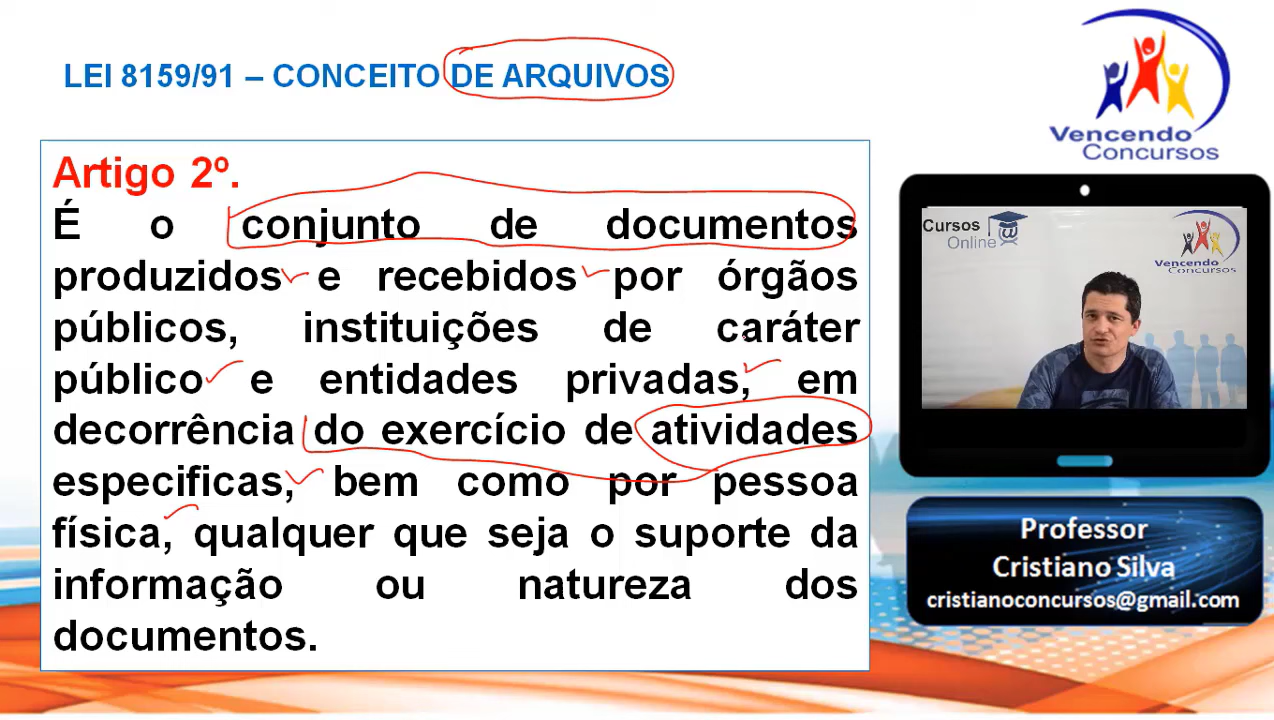 LEI 8159/91 – CONCEITO DE ARQUIVOS
Vencendo
Concursos
Artigo 2º.
É o conjunto de documentos
produzidos e recebidos por órgãos
públicos, instituições de caráter
público e entidades privadas, em
decorrência do exercício de atividades
especificas, bem como por pessoa
física, qualquer que seja o suporte da
informação ou natureza dos
documentos.
Cursos
Online
Vencendo
Concursos
Professor
Cristiano Silva
cristianoconcursos@gmail.com